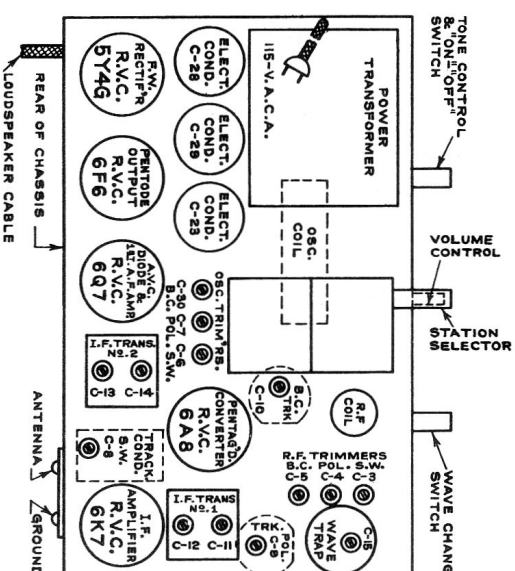 TONE CONTROL
& "ON"-"OFF"
SWITCH
LOUDSPEAKER CABLE
REAR OF CHASSIS
F.W.
RECTIF'R
R.V.C.
5Y4G
ELECT.
COND.
C-28
115-V.A.C.A.
POWER
TRANSFORMER
PENTODE
OUTPUT
R.V.C.
6F6
ELECT.
COND.
C-29
ELECT.
COND.
C-23
OSC.
COIL
VOLUME
CONTROL
STATION
SELECTOR
A.V.C.
DIODE &
1ST. A.F. AMP.
R.V.C.
6Q7
OSC. TRIM'RS.
C-30 C-7 C-6
B.C. POL. S.W.
I.F. TRANS.
Nº.2
C-13 C-14
PENTAG'D.
CONVERTER
R.V.C.
6A8
B.C.
TRK
C-10
R.F
COIL
TRACK
COND.
S.W.
C-8
R.F. TRIMMERS
B.C. POL. S.W.
C-5 C-4 C-3
ANTENNA
GROUND
I.F.
AMPLIFIER
R.V.C.
6K7
I.F. TRANS
Nº.1
C-12 C-11
TRK. POL.
WAVE
TRAP
C-15
WAVE CHANG
SWITCH